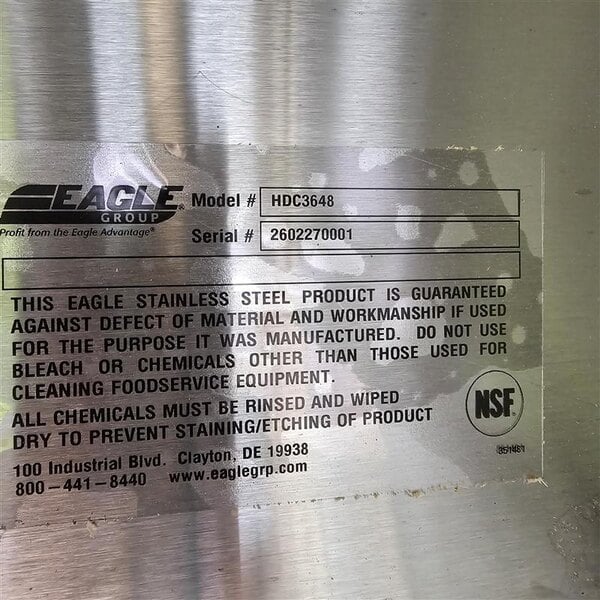 EAGLE
GROUP
Profit from the Eagle Advantage®
Model # HDC3648
Serial # 2602270001
THIS EAGLE STAINLESS STEEL PRODUCT IS GUARANTEED
AGAINST DEFECT OF MATERIAL AND WORKMANSHIP IF USED
FOR THE PURPOSE IT WAS MANUFACTURED. DO NOT USE
BLEACH OR CHEMICALS OTHER THAN THOSE USED FOR
CLEANING FOODSERVICE EQUIPMENT.
ALL CHEMICALS MUST BE RINSED AND WIPED
DRY TO PREVENT STAINING/ETCHING OF PRODUCT
NSF
100 Industrial Blvd. Clayton, DE 19938
800-441-8440 www.eaglegrp.com